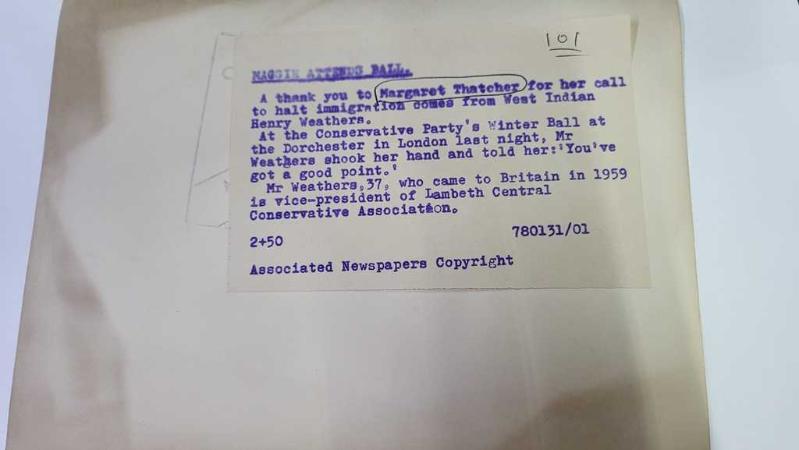 101
MAGGIE ATTENDS BALL.
A thank you to Margaret Thatcher for her call
to halt immigration comes from West Indian
Henry Weathers.
At the Conservative Party's Winter Ball at
the Dorchester in London last night, Mr
Weathers shook her hand and told her:'You've
got a good point.'
Mr Weathers,37, who came to Britain in 1959
is vice-president of Lambeth Central
Conservative Association.
2+50
780131/01
Associated Newspapers Copyright